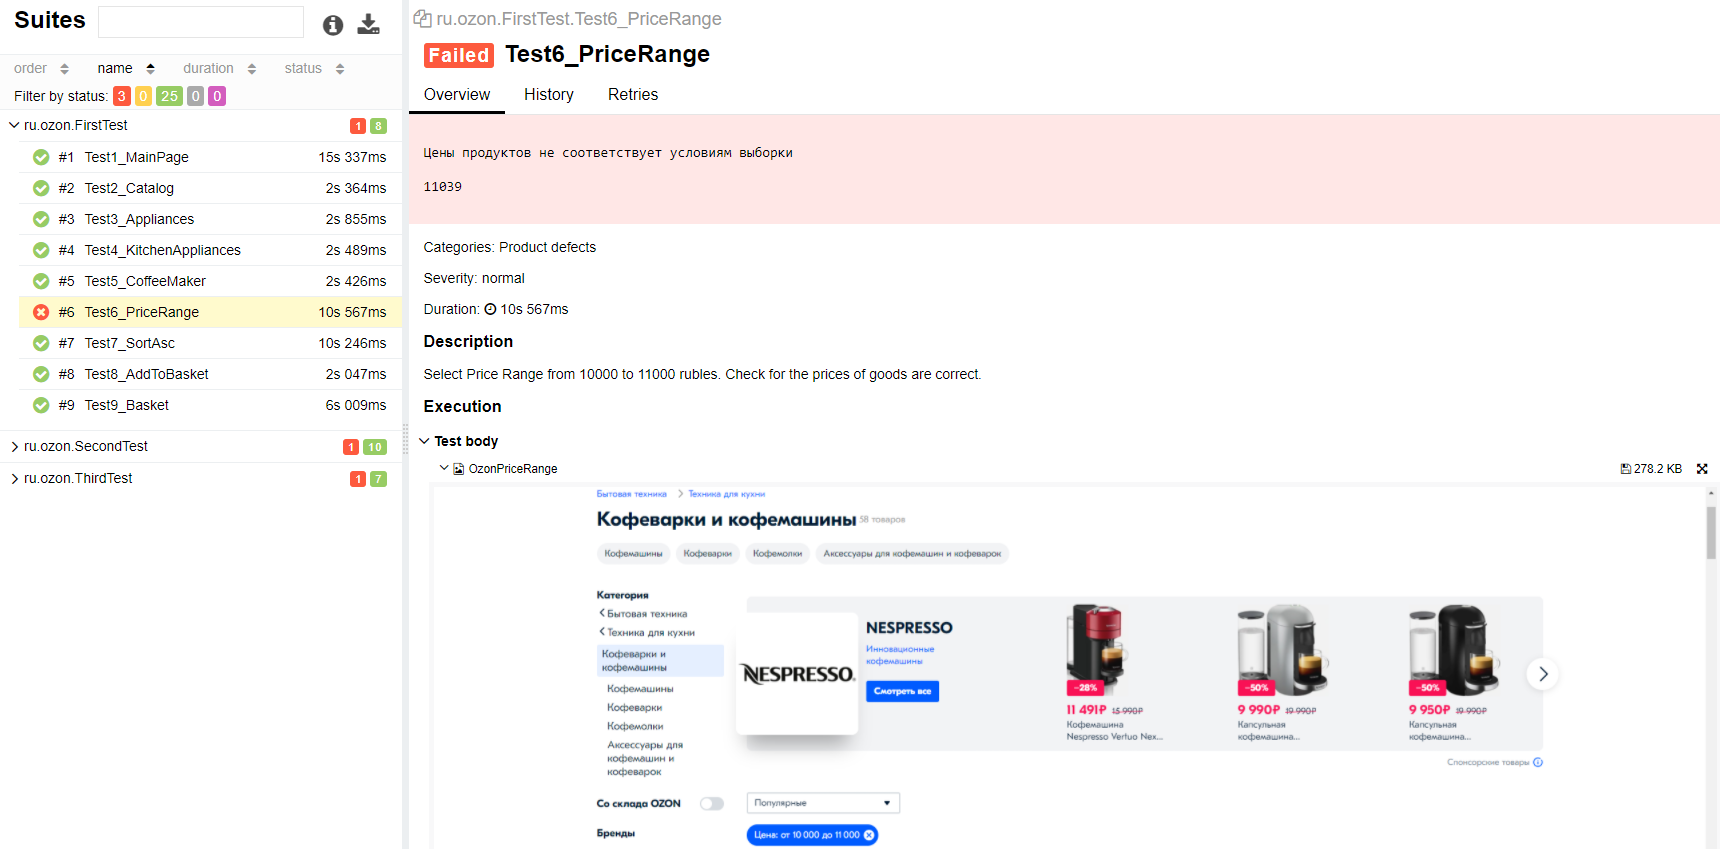 Suites
order name duration status
Filter by status: 3 0 25 0 0
ru.ozon.FirstTest 1 8
#1 Test1_MainPage 15s 337ms
#2 Test2_Catalog 2s 364ms
#3 Test3_Appliances 2s 855ms
#4 Test4_KitchenAppliances 2s 489ms
#5 Test5_CoffeeMaker 2s 426ms
#6 Test6_PriceRange 10s 567ms
#7 Test7_SortAsc 10s 246ms
#8 Test8_AddToBasket 2s 047ms
#9 Test9_Basket 6s 009ms
ru.ozon.SecondTest 1 10
ru.ozon.ThirdTest 1 7
ru.ozon.FirstTest.Test6_PriceRange
Failed Test6_PriceRange
Overview History Retries
Цены продуктов не соответствует условиям выборки
11039
Categories: Product defects
Severity: normal
Duration: 10s 567ms
Description
Select Price Range from 10000 to 11000 rubles. Check for the prices of goods are correct.
Execution
Test body
OzonPriceRange 278.2 KB
Бытовая техника Техника для кухни
Кофеварки и кофемашины 58 товаров
Кофемашины Кофеварки Кофемолки Аксессуары для кофемашин и кофеварок
Категория
Бытовая техника
Техника для кухни
Кофеварки и
кофемашины
Кофемашины
Кофеварки
Кофемолки
Аксессуары для
кофемашин и
кофеварок
Со склада OZON
Бренды
NESPRESSO.
NESPRESSO
Инновационные
кофемашины
Смотреть все
-28%
11 491₽ 15 990₽
Кофемашина
Nespresso Vertuo Nex...
-50%
9 990₽ 19 990₽
Капсульная
кофемашина...
-50%
9 950₽ 19 990₽
Капсульная
кофемашина...
Спонсорские товары
Популярные
Цена: от 10 000 до 11 000